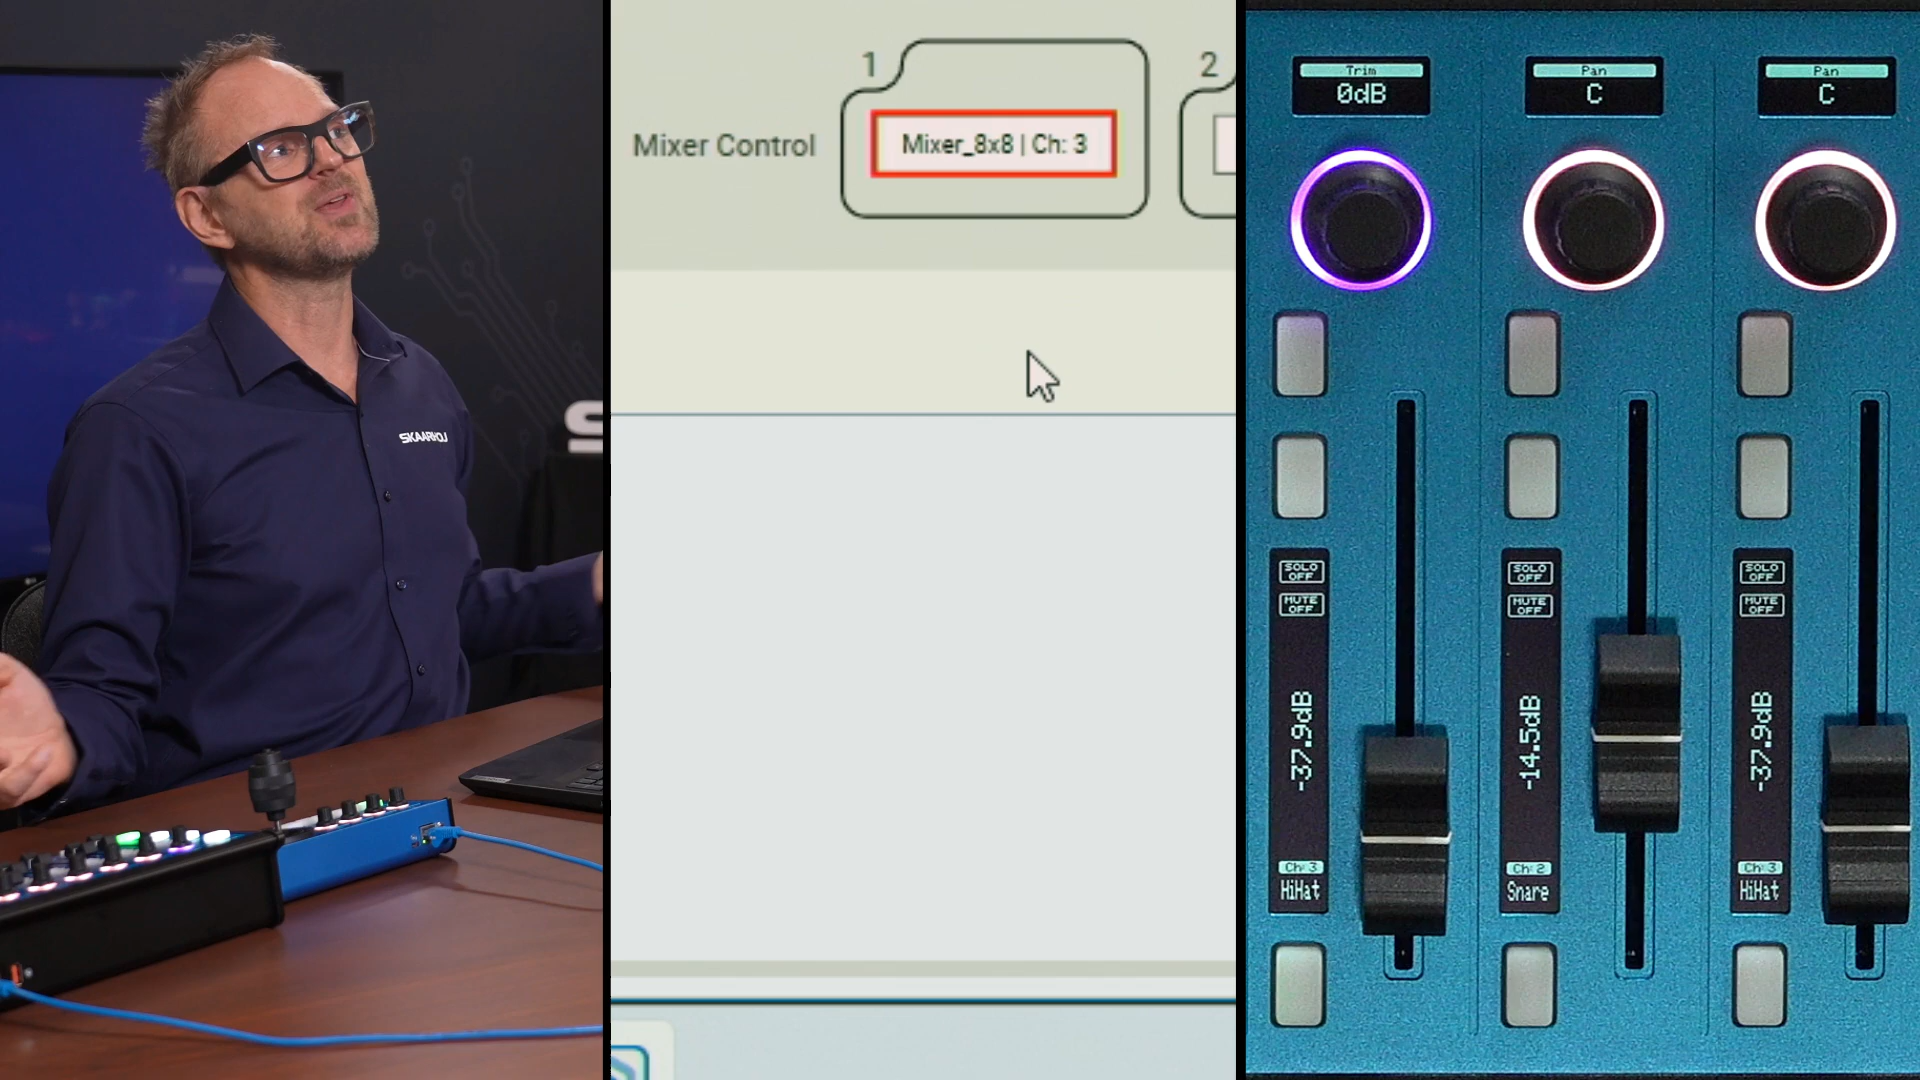 SKAARHOJ
S
1
2
Mixer Control
Mixer_8x8 | Ch: 3
Trim
0dB
Pan
C
Pan
C
SOLO
OFF
MUTE
OFF
-37.9dB
Ch: 3
HiHat
SOLO
OFF
MUTE
OFF
-14.5dB
Ch: 2
Snare
SOLO
OFF
MUTE
OFF
-37.9dB
Ch: 3
HiHat